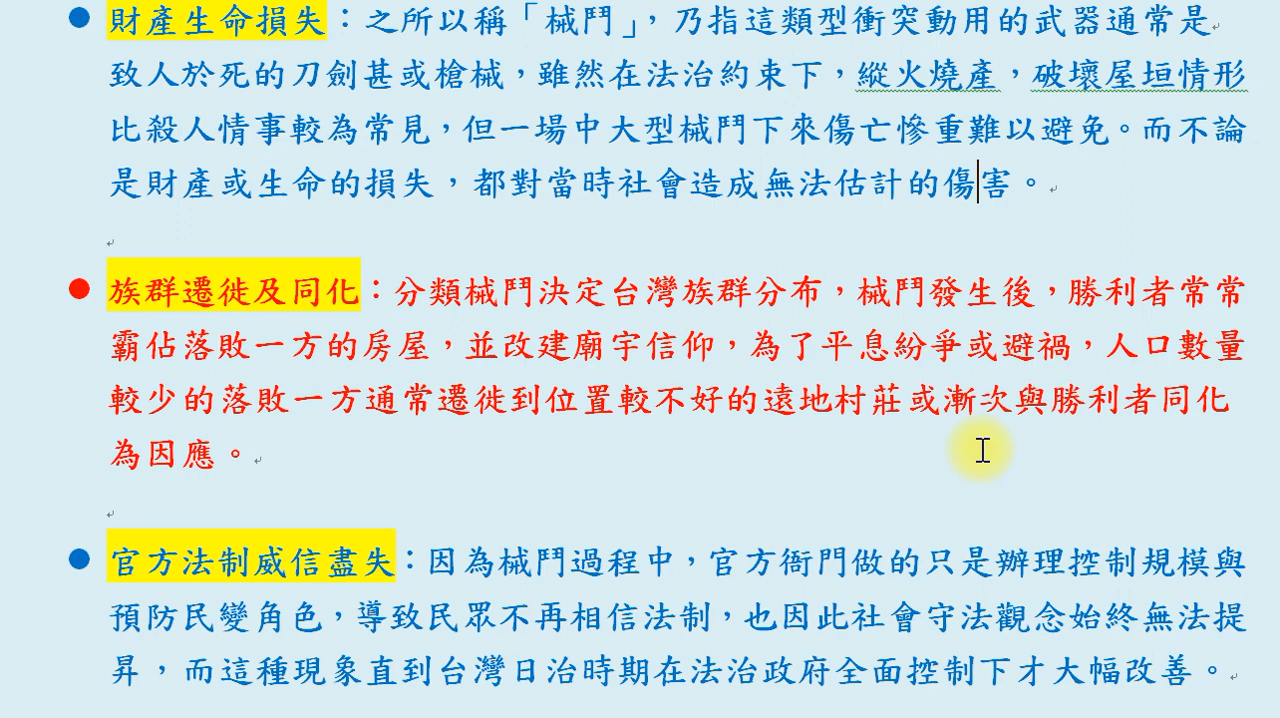 財產生命損失：之所以稱「械鬥」，乃指這類型衝突動用的武器通常是
致人於死的刀劍甚或槍械，雖然在法治約束下，縱火燒產，破壞屋垣情形
比殺人情事較為常見，但一場中大型械鬥下來傷亡慘重難以避免。而不論
是財產或生命的損失，都對當時社會造成無法估計的傷害。
族群遷徙及同化：分類械鬥決定台灣族群分布，械鬥發生後，勝利者常常
霸佔落敗一方的房屋，並改建廟宇信仰，為了平息紛爭或避禍，人口數量
較少的落敗一方通常遷徙到位置較不好的遠地村莊或漸次與勝利者同化
為因應。
官方法制威信盡失：因為械鬥過程中，官方衙門做的只是辦理控制規模與
預防民變角色，導致民眾不再相信法制，也因此社會守法觀念始終無法提
昇，而這種現象直到台灣日治時期在法治政府全面控制下才大幅改善。